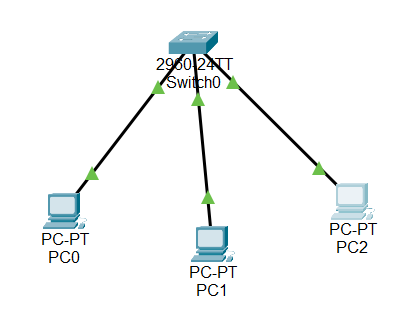 2960-24TT
Switch0
PC-PT
PC0
PC-PT
PC1
PC-PT
PC2